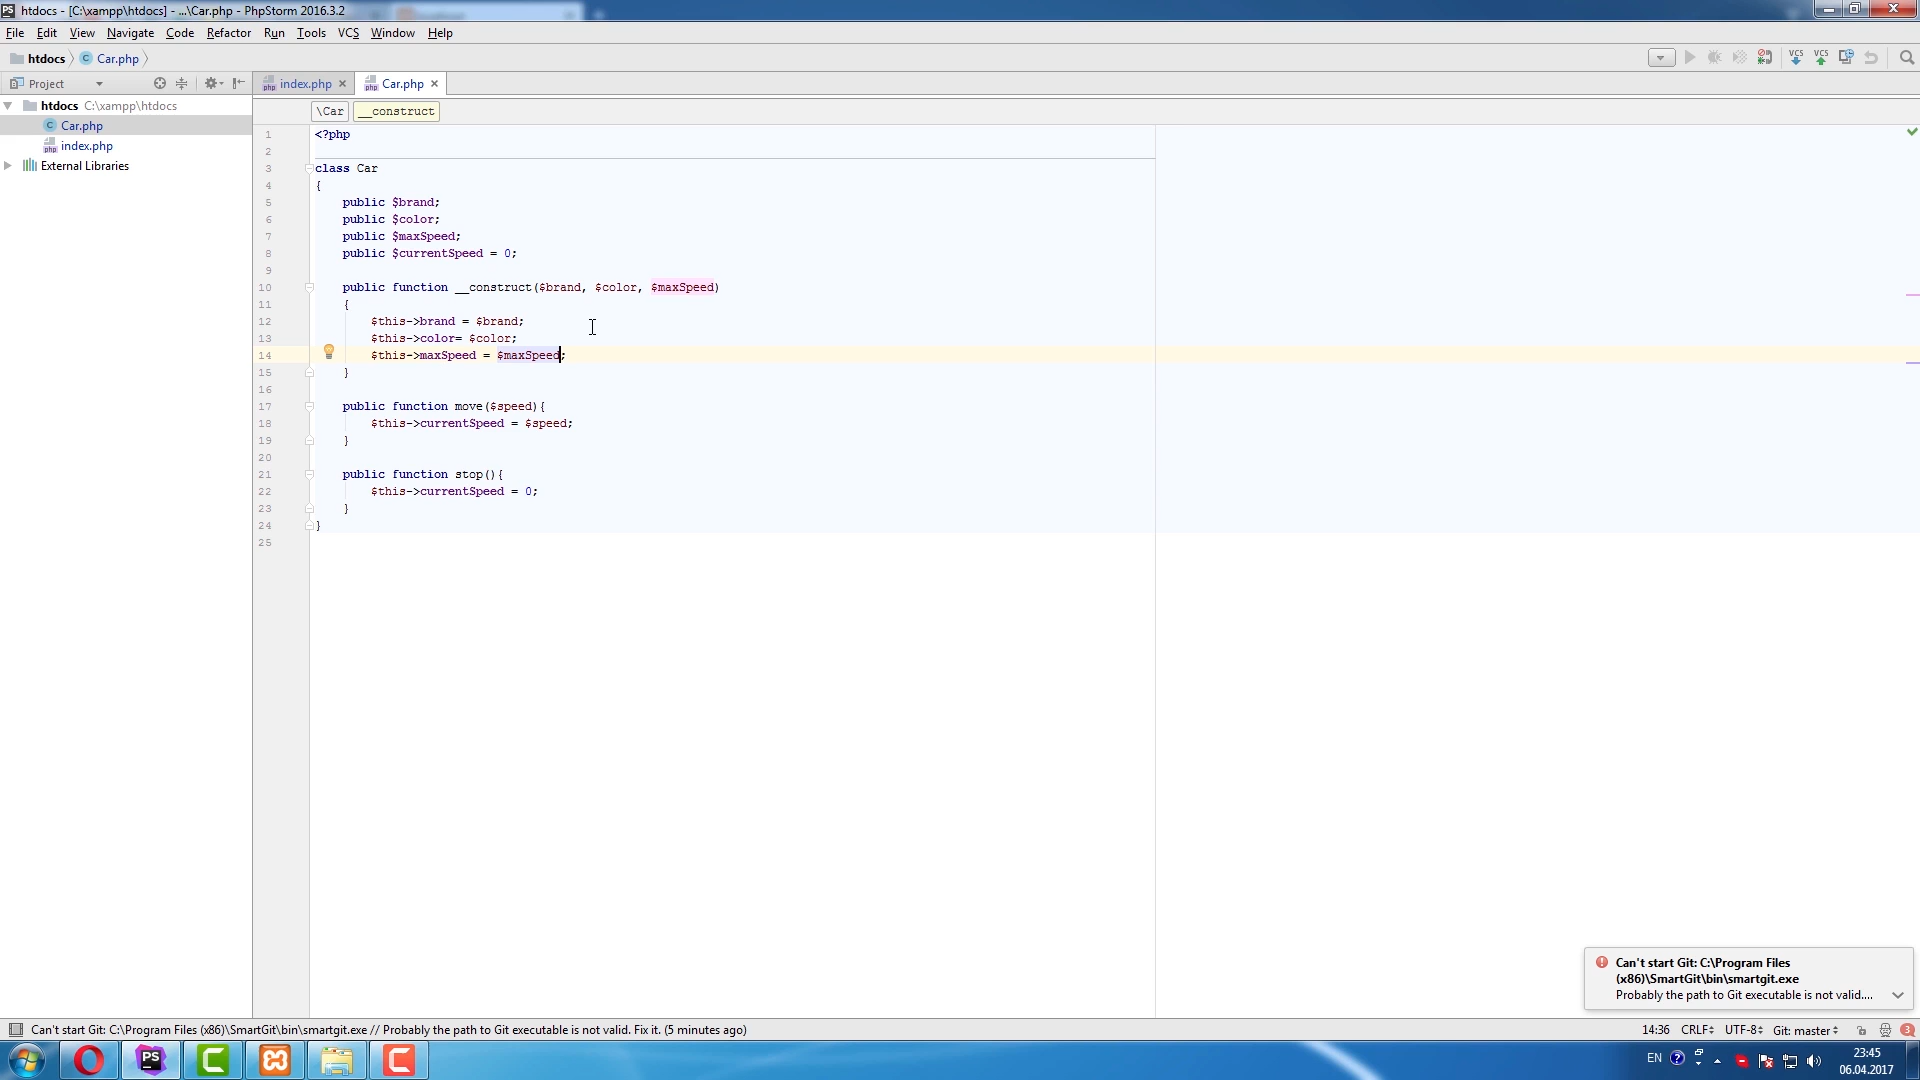 htdocs - [C:\xampp\htdocs] - ...\Car.php - PhpStorm 2016.3.2
File Edit View Navigate Code Refactor Run Tools VCS Window Help
htdocs Car.php
VCS VCS
Project
index.php Car.php
htdocs C:\xampp\htdocs
Car.php
index.php
External Libraries
\Car __construct
1 <?php
2
3 class Car
4 {
5 public $brand;
6 public $color;
7 public $maxSpeed;
8 public $currentSpeed = 0;
9
10 public function __construct($brand, $color, $maxSpeed)
11 {
12 $this->brand = $brand;
13 $this->color= $color;
14 $this->maxSpeed = $maxSpeed;
15 }
16
17 public function move($speed){
18 $this->currentSpeed = $speed;
19 }
20
21 public function stop(){
22 $this->currentSpeed = 0;
23 }
24 }
25
Can't start Git: C:\Program Files
(x86)\SmartGit\bin\smartgit.exe
Probably the path to Git executable is not valid....
Can't start Git: C:\Program Files (x86)\SmartGit\bin\smartgit.exe // Probably the path to Git executable is not valid. Fix it. (5 minutes ago)
14:36 CRLF UTF-8 Git: master 3
PS
EN
23:45
06.04.2017